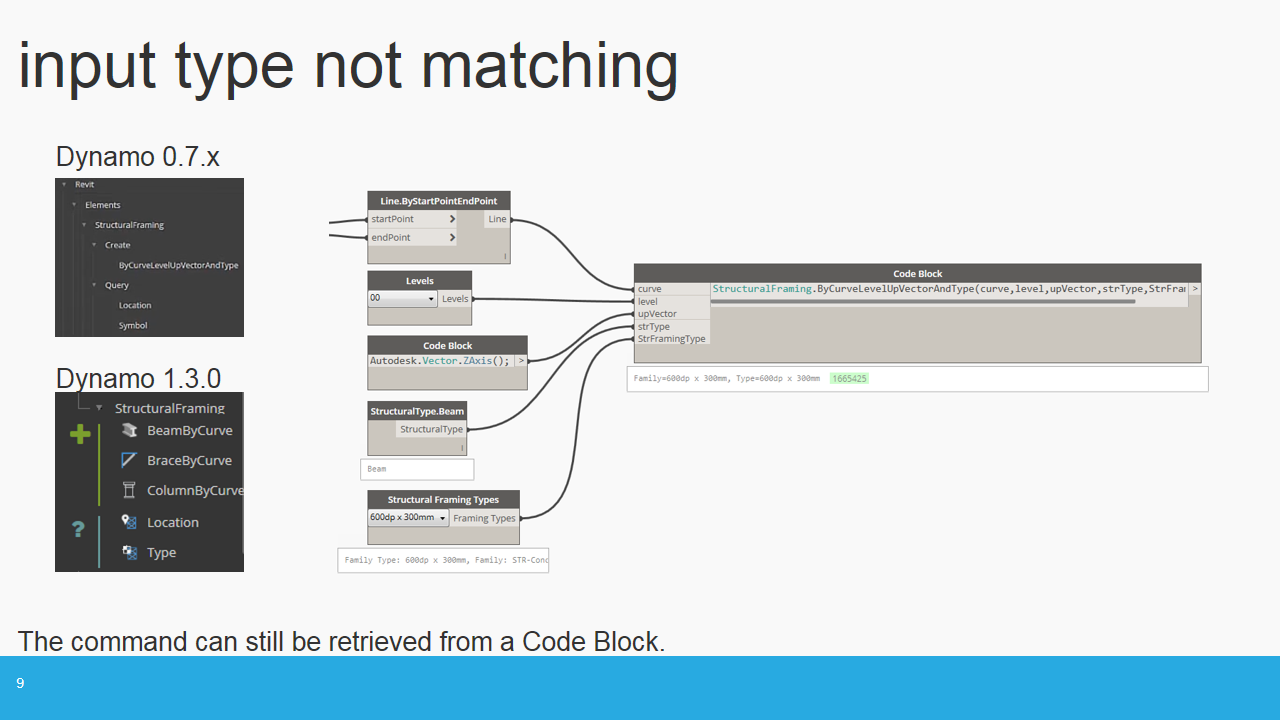 input type not matching
Dynamo 0.7.x
Revit
Elements
StructuralFraming
Create
ByCurveLevelUpVectorAndType
Query
Location
Symbol
Dynamo 1.3.0
StructuralFraming
BeamByCurve
BraceByCurve
ColumnByCurve
?
Location
Type
Line.ByStartPointEndPoint
startPoint > Line
endPoint >
Levels
00 Levels
Code Block
Autodesk.Vector.ZAxis(); >
StructuralType.Beam
StructuralType
Beam
Structural Framing Types
600dp x 300mm Framing Types
Family Type: 600dp x 300mm, Family: STR-Conc
Code Block
curve StructuralFraming.ByCurveLevelUpVectorAndType(curve,level,upVector,strType,StrFram >
level
upVector
strType
StrFramingType
Family=600dp x 300mm, Type=600dp x 300mm 1665425
The command can still be retrieved from a Code Block.
9